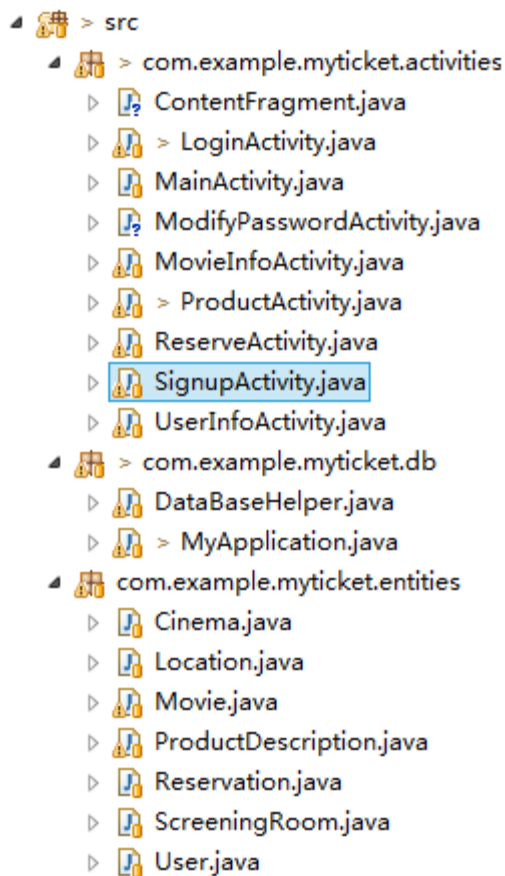 > src
> com.example.myticket.activities
ContentFragment.java
> LoginActivity.java
MainActivity.java
ModifyPasswordActivity.java
MovieInfoActivity.java
> ProductActivity.java
ReserveActivity.java
SignupActivity.java
UserInfoActivity.java
> com.example.myticket.db
DataBaseHelper.java
> MyApplication.java
com.example.myticket.entities
Cinema.java
Location.java
Movie.java
ProductDescription.java
Reservation.java
ScreeningRoom.java
User.java